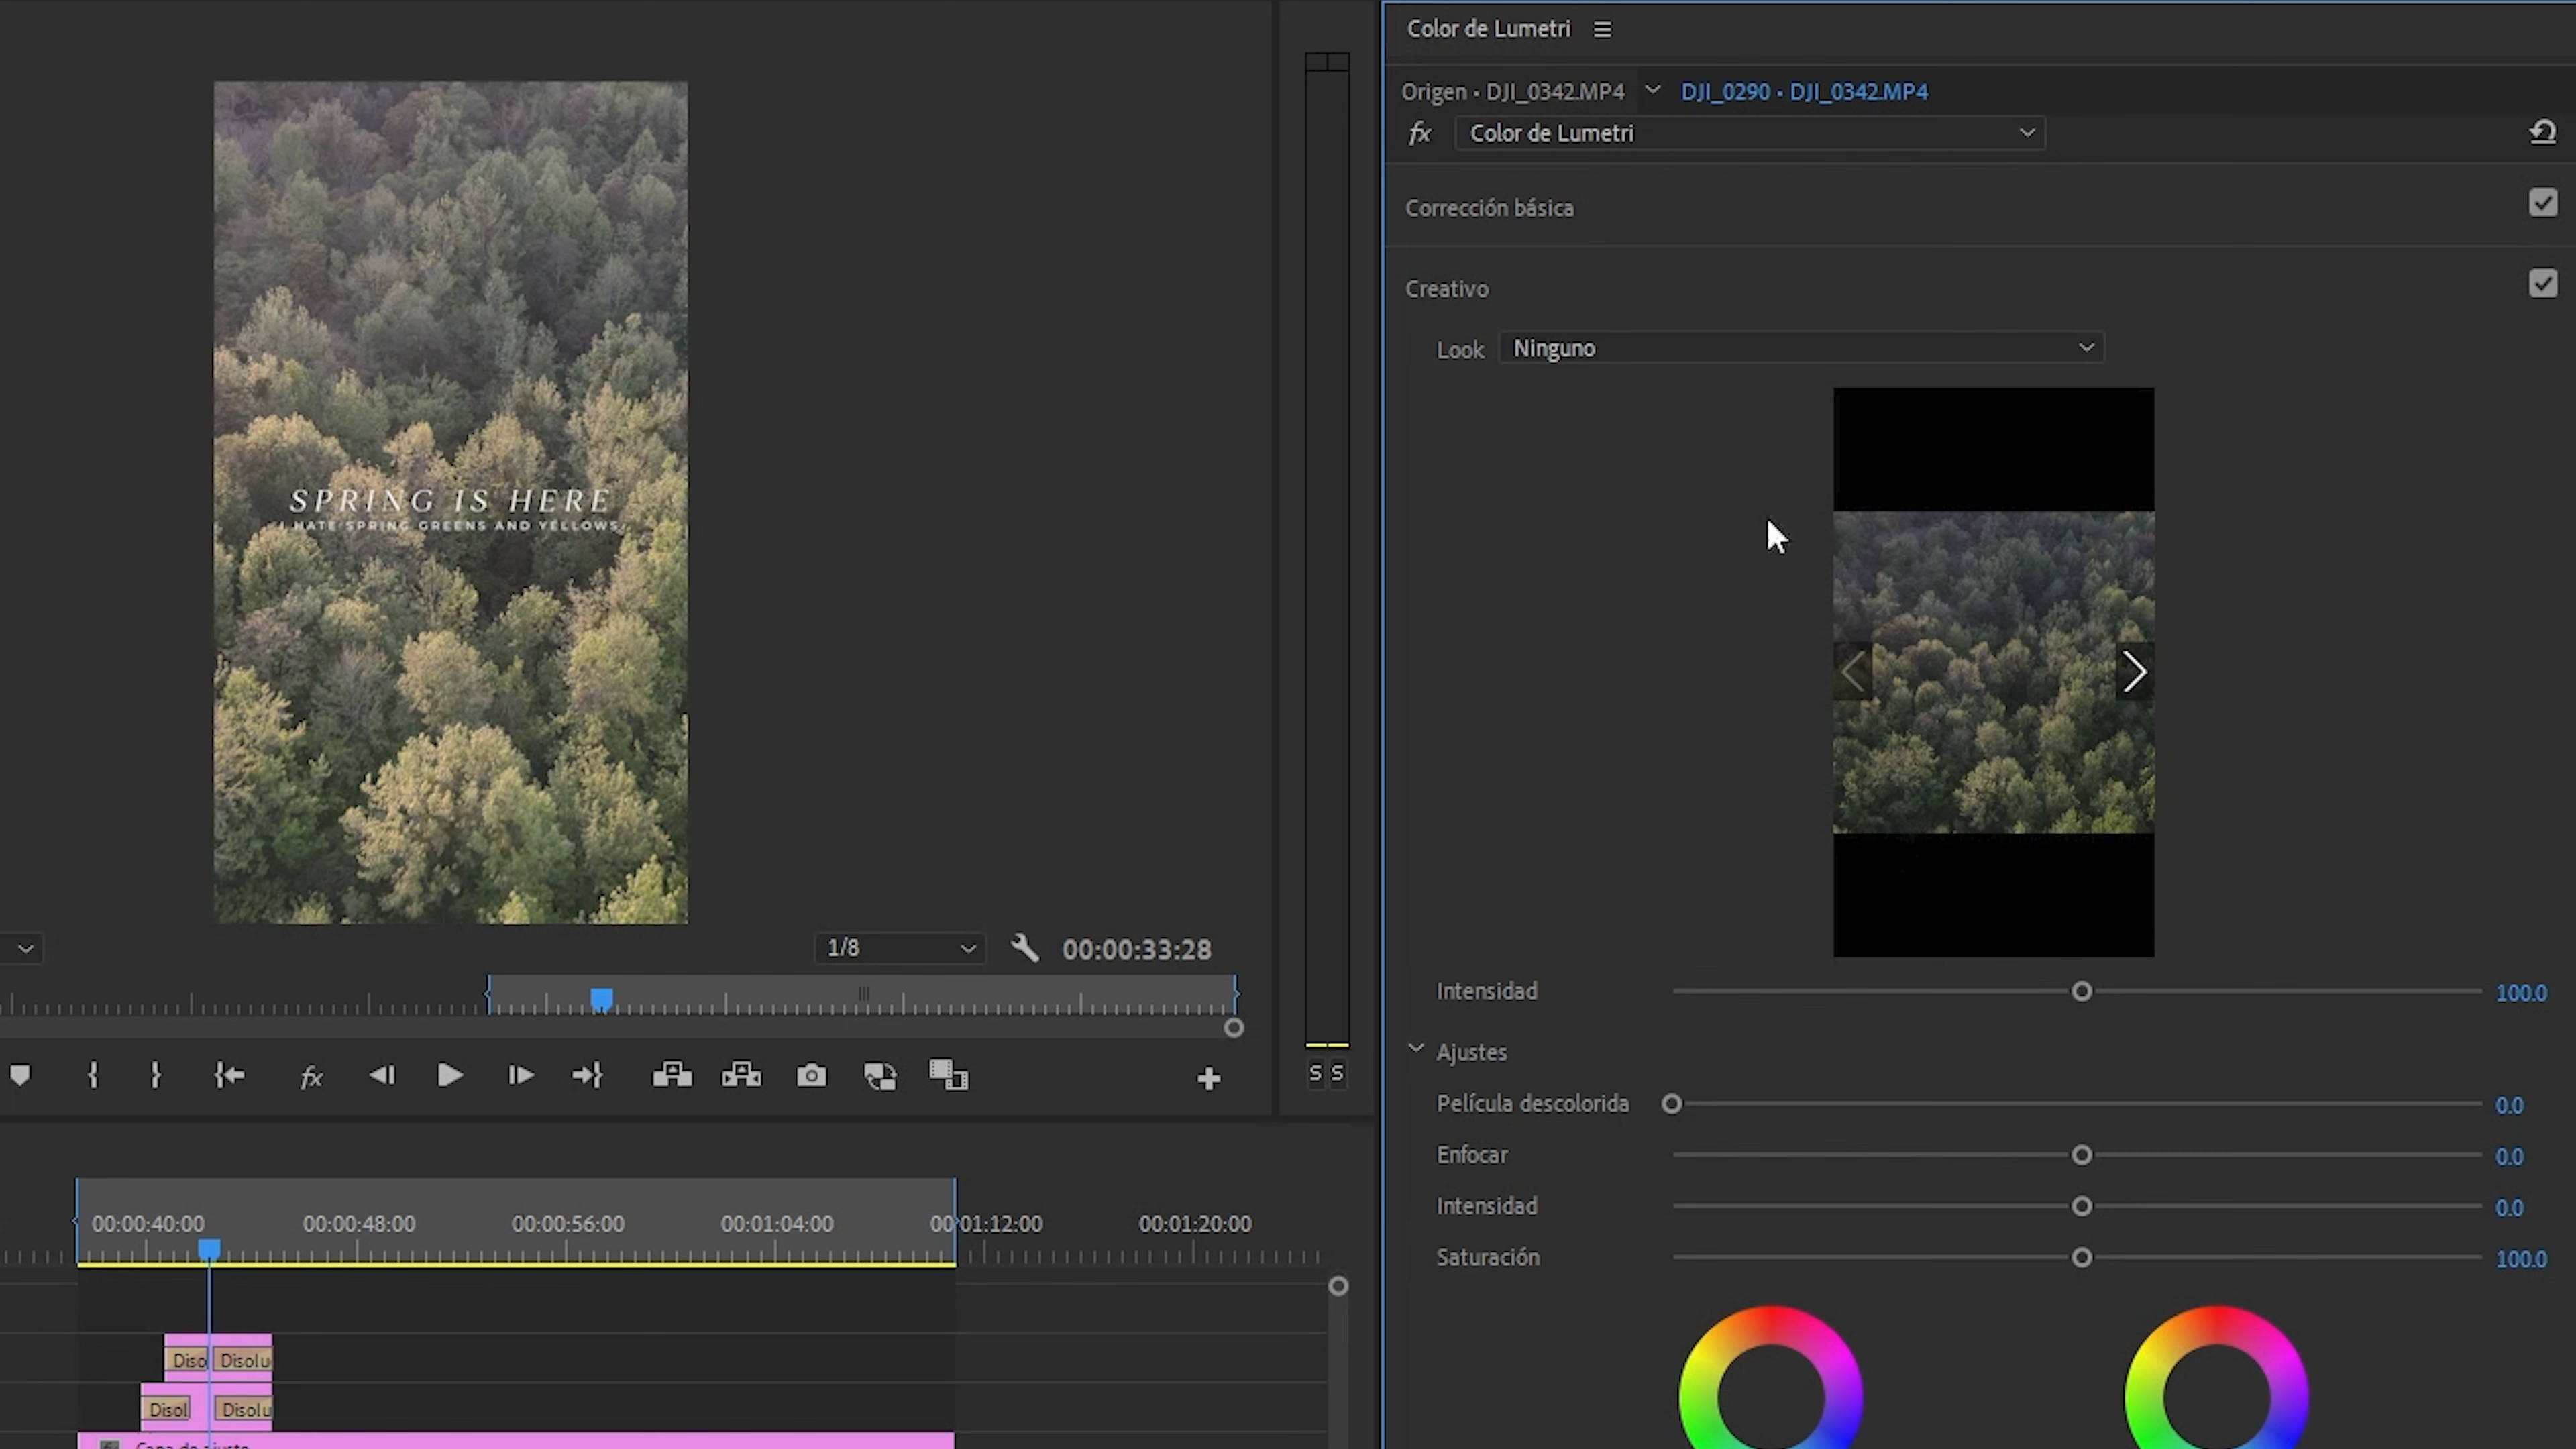 SPRING IS HERE
I HATE SPRING GREENS AND YELLOWS
1/8
00:00:33:28
fx
S S
00:00:40:00
00:00:48:00
00:00:56:00
00:01:04:00
00:01:12:00
00:01:20:00
Diso
Disolu
Disol
Disolu
Capa de ajuste
Color de Lumetri
Origen • DJI_0342.MP4
DJI_0290 • DJI_0342.MP4
fx
Color de Lumetri
Corrección básica
Creativo
Look
Ninguno
Intensidad
100.0
Ajustes
Película descolorida
0.0
Enfocar
0.0
Intensidad
0.0
Saturación
100.0